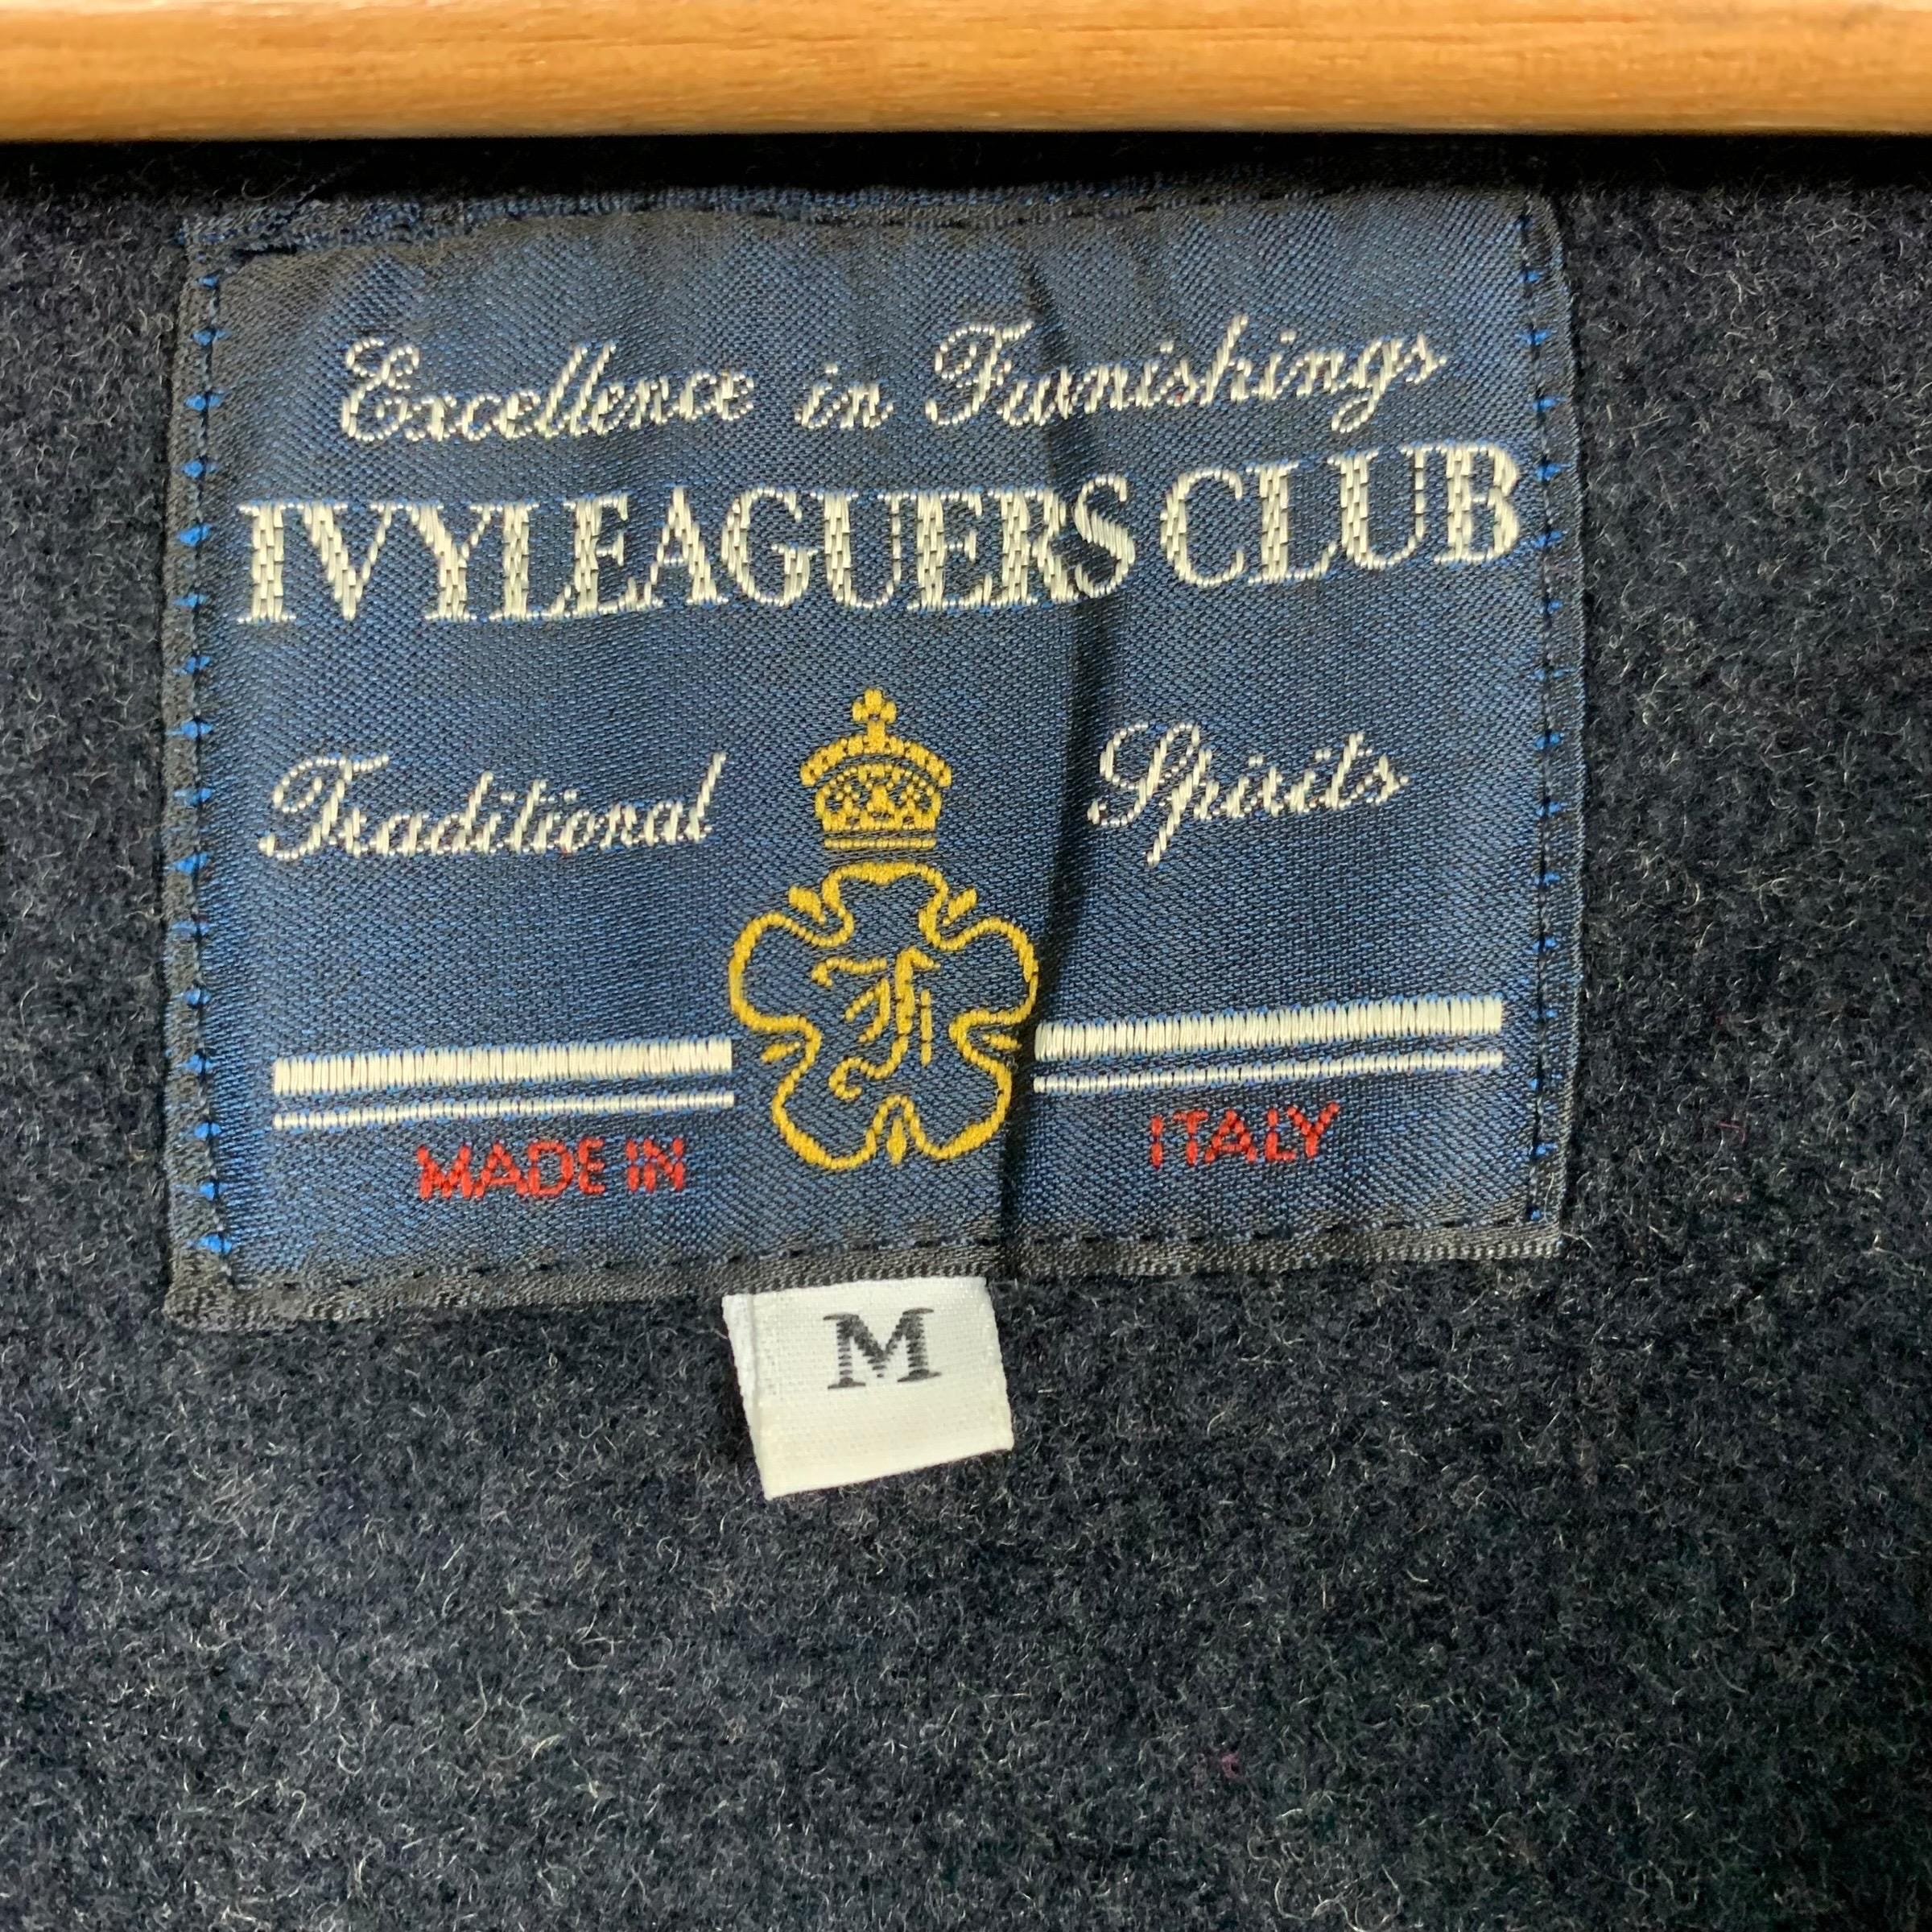 Excellence in Furnishings
IVYLEAGUERS CLUB
Traditional Spirits
MADE IN ITALY
M